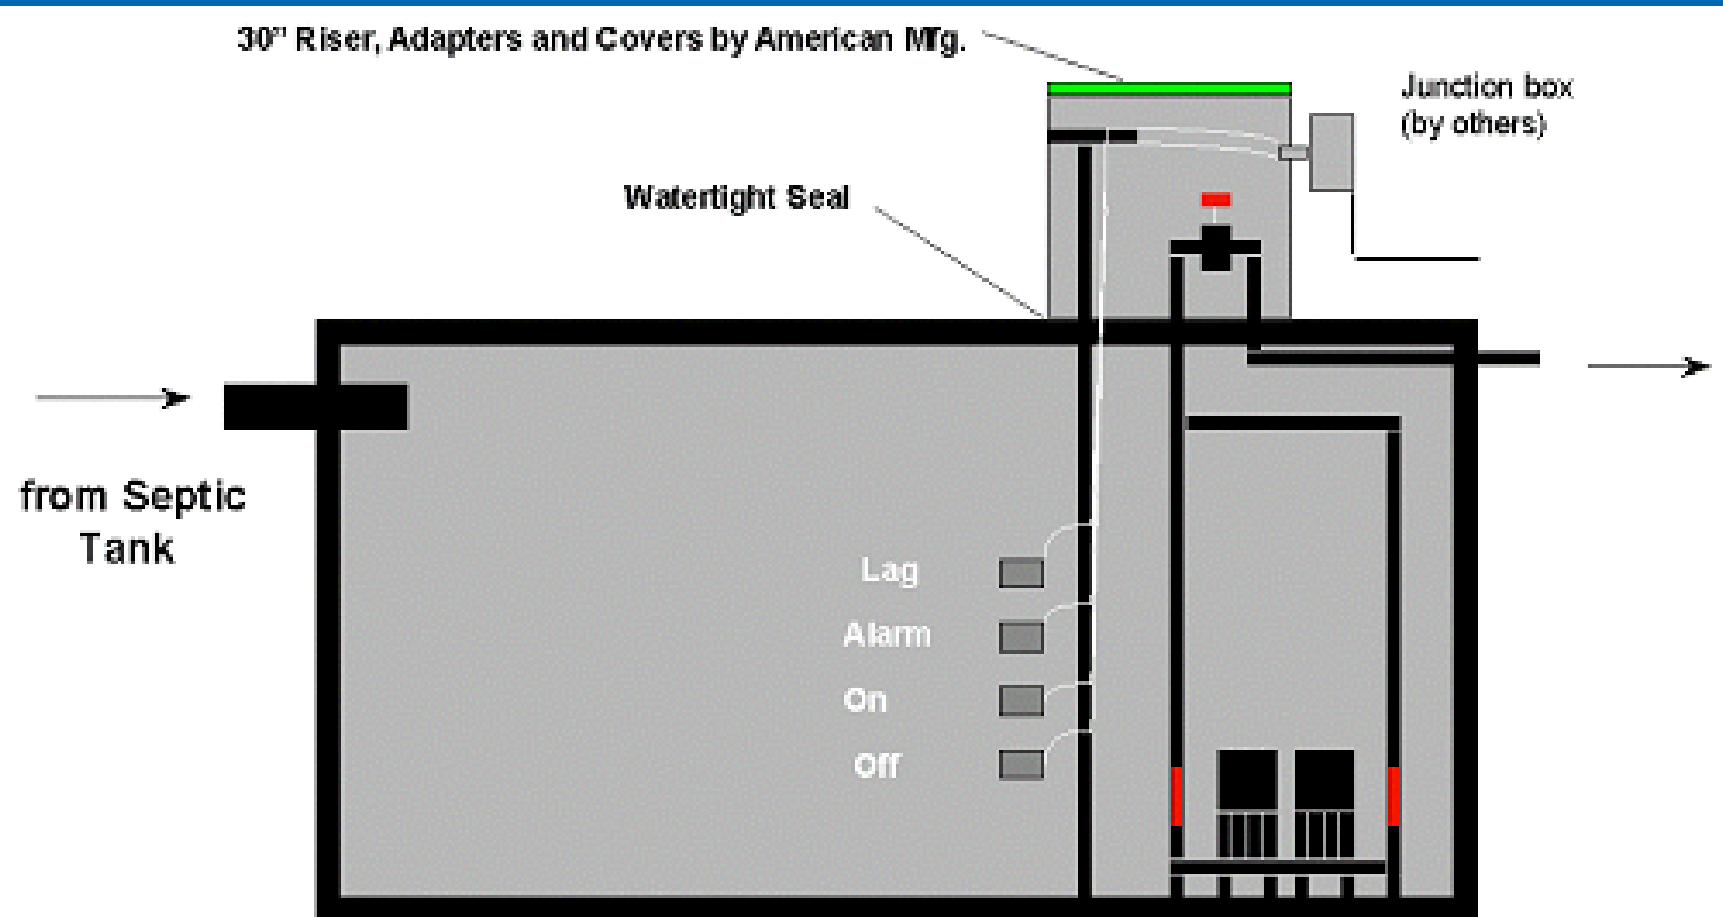 30" Riser, Adapters and Covers by American Mfg.
Junction box
(by others)
Watertight Seal
from Septic
Tank
Lag
Alarm
On
Off